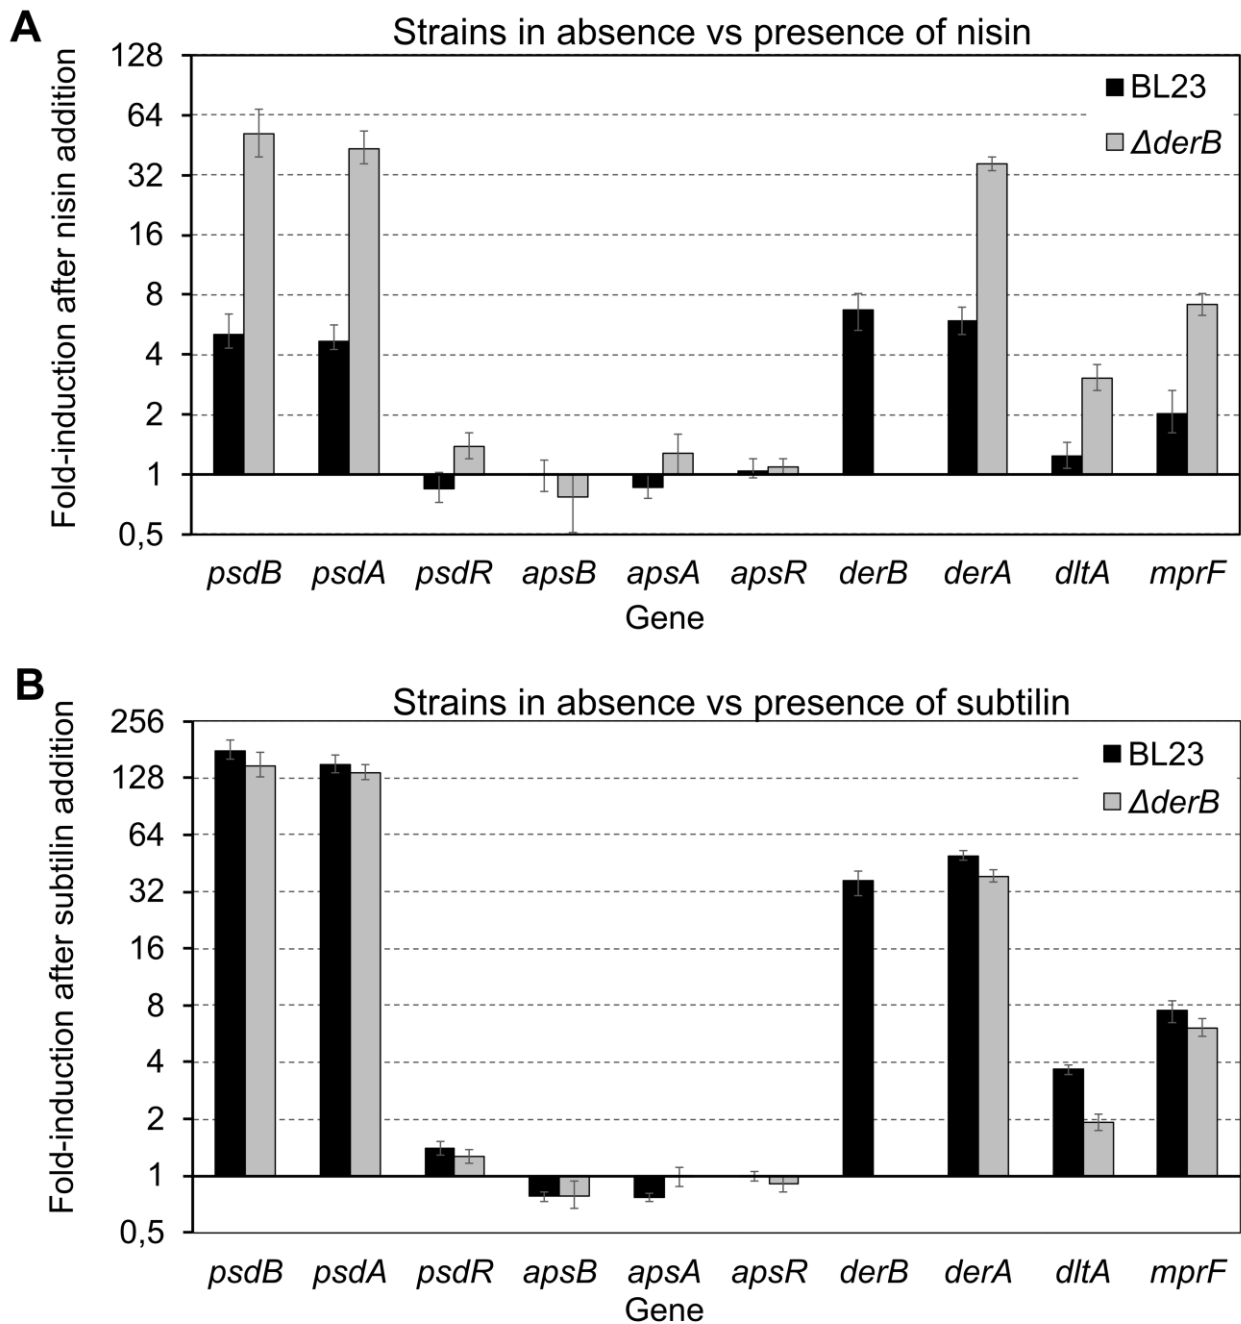 A
Strains in absence vs presence of nisin
Fold-induction after nisin addition
128
64
32
16
8
4
2
1
0,5
BL23
ΔderB
psdB psdA psdR apsB apsA apsR derB derA dltA mprF
Gene
B
Strains in absence vs presence of subtilin
Fold-induction after subtilin addition
256
128
64
32
16
8
4
2
1
0,5
BL23
ΔderB
psdB psdA psdR apsB apsA apsR derB derA dltA mprF
Gene